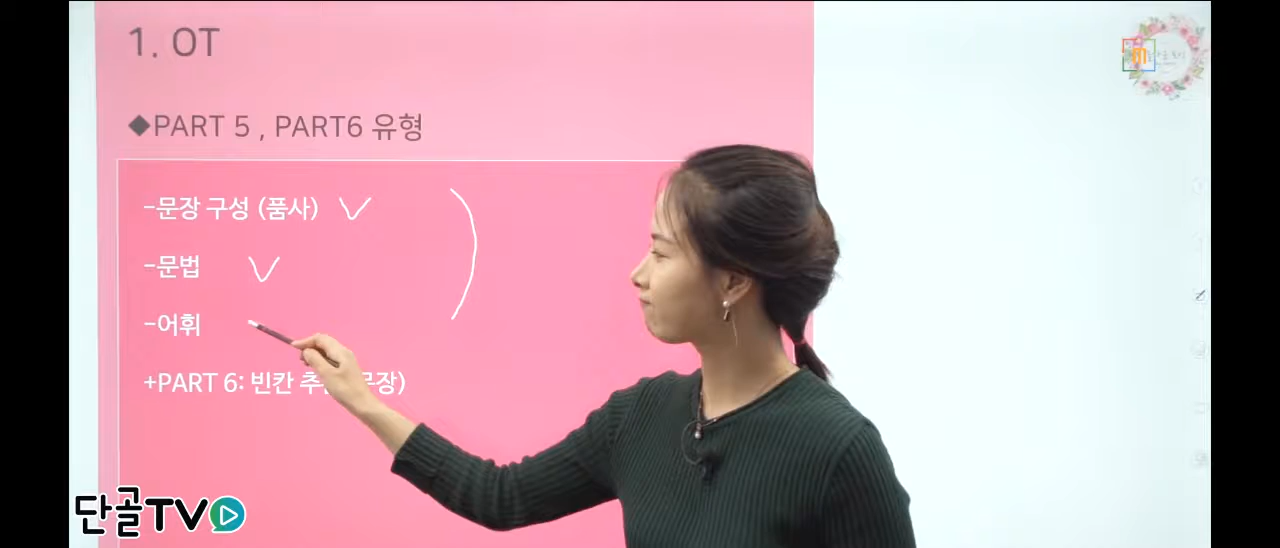 1. OT
◆PART 5 , PART6 유형
-문장 구성 (품사)
-문법
-어휘
+PART 6: 빈칸 장)
단골TV